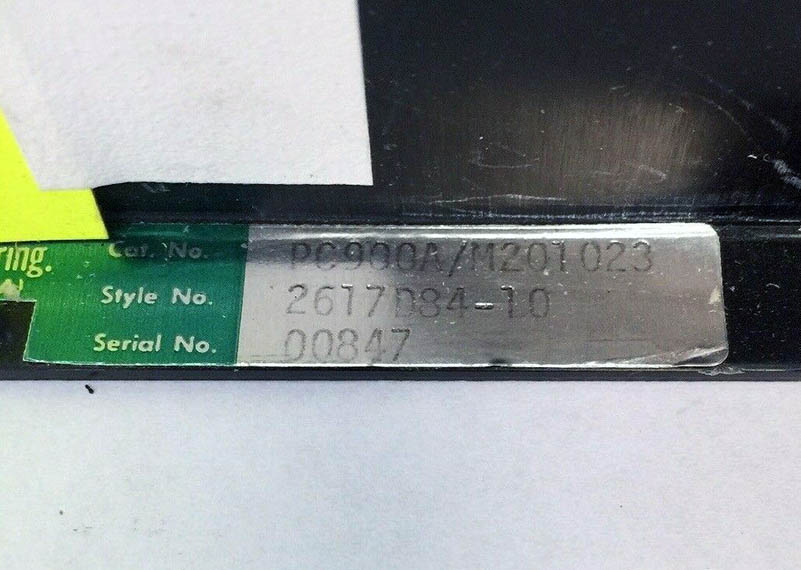 ring. Cat. No. PC900A/M201023
Style No. 2617D84-10
Serial No. 00847